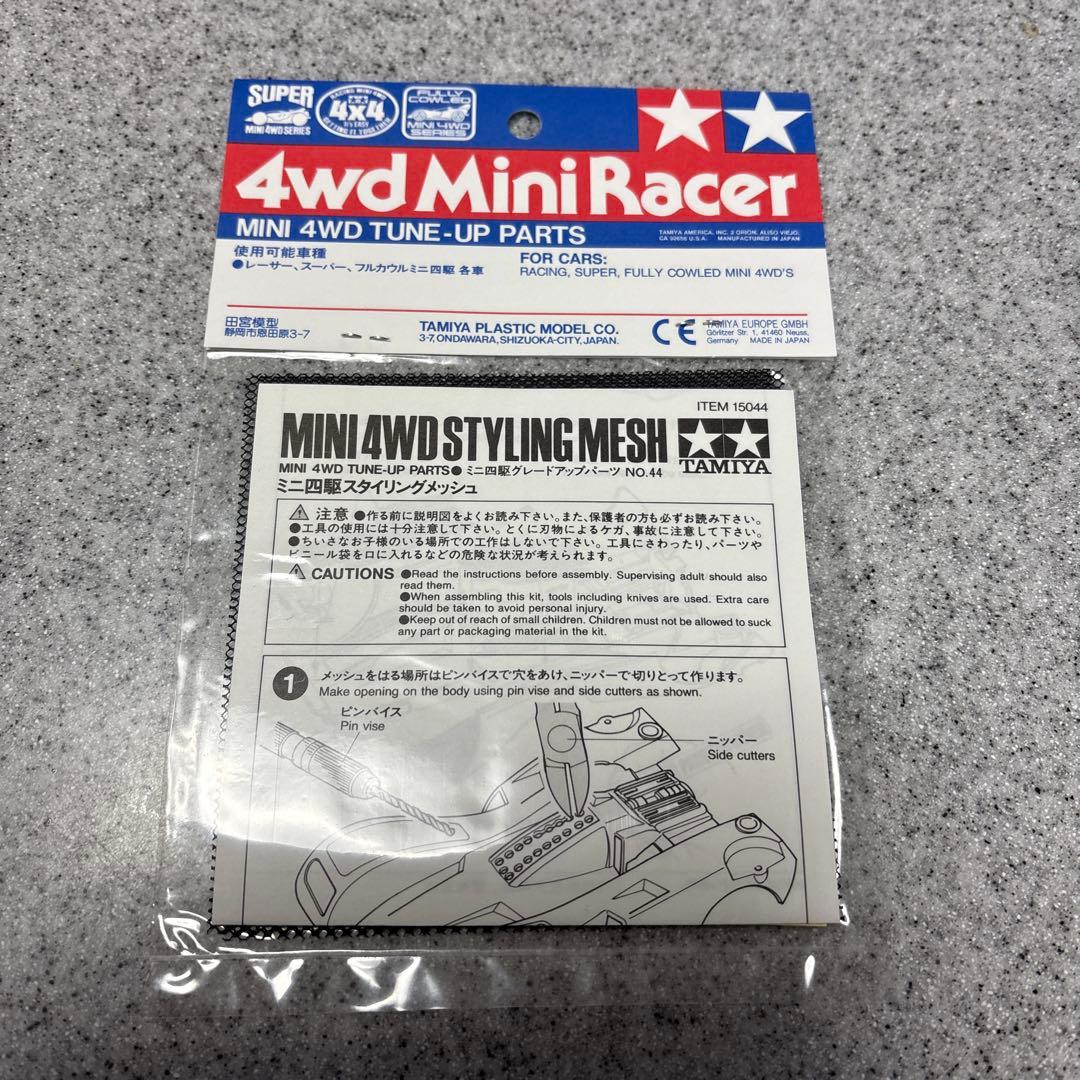 SUPER
MINI 4WD SERIES
RACING MINI 4WD
4x4
IT'S EASY
GETTING IT TOGETHER
FULLY
COWLED
MINI 4WD
SERIES
4wd Mini Racer
MINI 4WD TUNE-UP PARTS
TAMIYA AMERICA, INC. 2 ORION, ALISO VIEJO,
CA 92656 U.S.A. MANUFACTURED IN JAPAN
使用可能車種
●レーサー、スーパー、フルカウルミニ四駆 各車
FOR CARS:
RACING, SUPER, FULLY COWLED MINI 4WD'S
田宮模型
静岡市恩田原3-7
TAMIYA PLASTIC MODEL CO.
3-7, ONDAWARA, SHIZUOKA-CITY, JAPAN.
CE
TAMIYA EUROPE GMBH
Görlitzer Str. 1, 41460 Neuss,
Germany MADE IN JAPAN
ITEM 15044
MINI 4WD STYLING MESH
TAMIYA
MINI 4WD TUNE-UP PARTS● ミニ四駆グレードアップパーツ NO.44
ミニ四駆スタイリングメッシュ
注意 ●作る前に説明図をよくお読み下さい。また、保護者の方も必ずお読み下さい。
●工具の使用には十分注意して下さい。とくに刃物によるケガ、事故に注意して下さい。
●ちいさなお子様のいる場所での工作はしないで下さい。工具にさわったり、パーツや
ビニール袋を口に入れるなどの危険な状況が考えられます。
CAUTIONS ●Read the instructions before assembly. Supervising adult should also
read them.
●When assembling this kit, tools including knives are used. Extra care
should be taken to avoid personal injury.
●Keep out of reach of small children. Children must not be allowed to suck
any part or packaging material in the kit.
1 メッシュをはる場所はピンバイスで穴をあけ、ニッパーで切りとって作ります。
Make opening on the body using pin vise and side cutters as shown.
ピンバイス
Pin vise
ニッパー
Side cutters